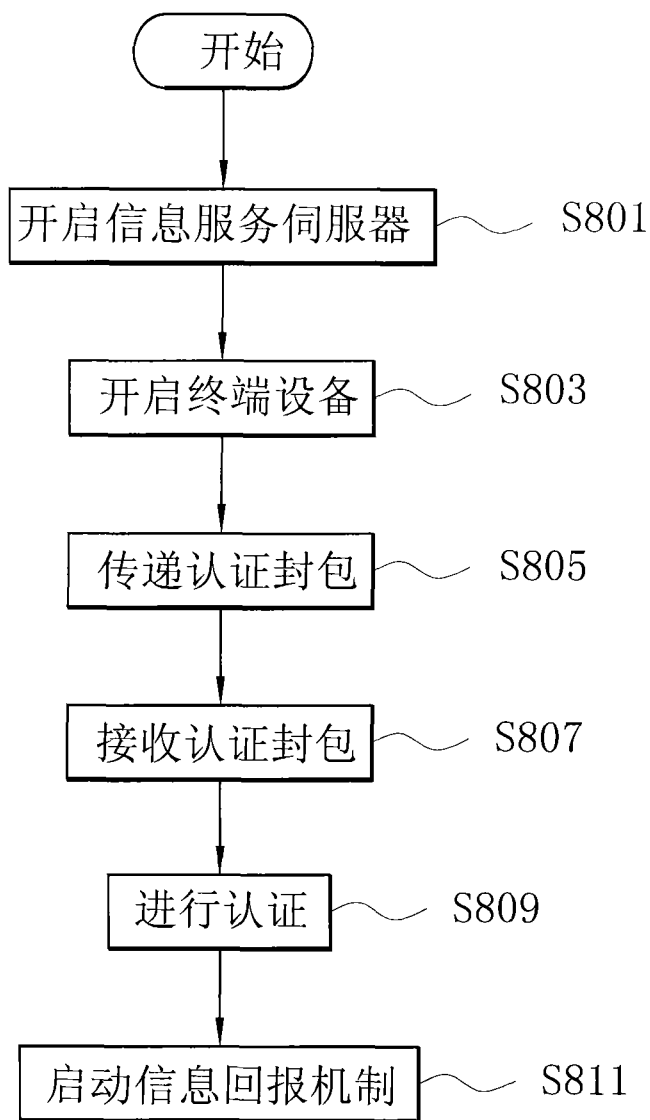 开始
开启信息服务伺服器 S801
开启终端设备 S803
传递认证封包 S805
接收认证封包 S807
进行认证 S809
启动信息回报机制 S811